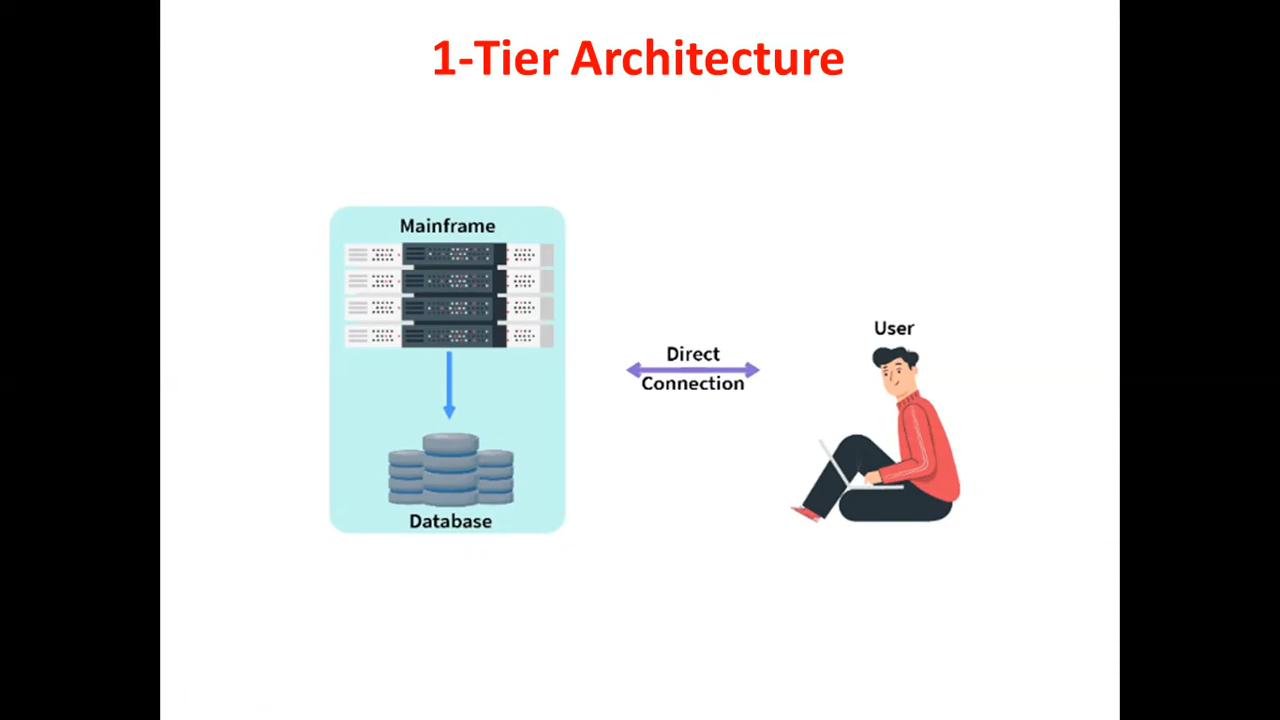 1-Tier Architecture
Mainframe
Database
Direct
Connection
User